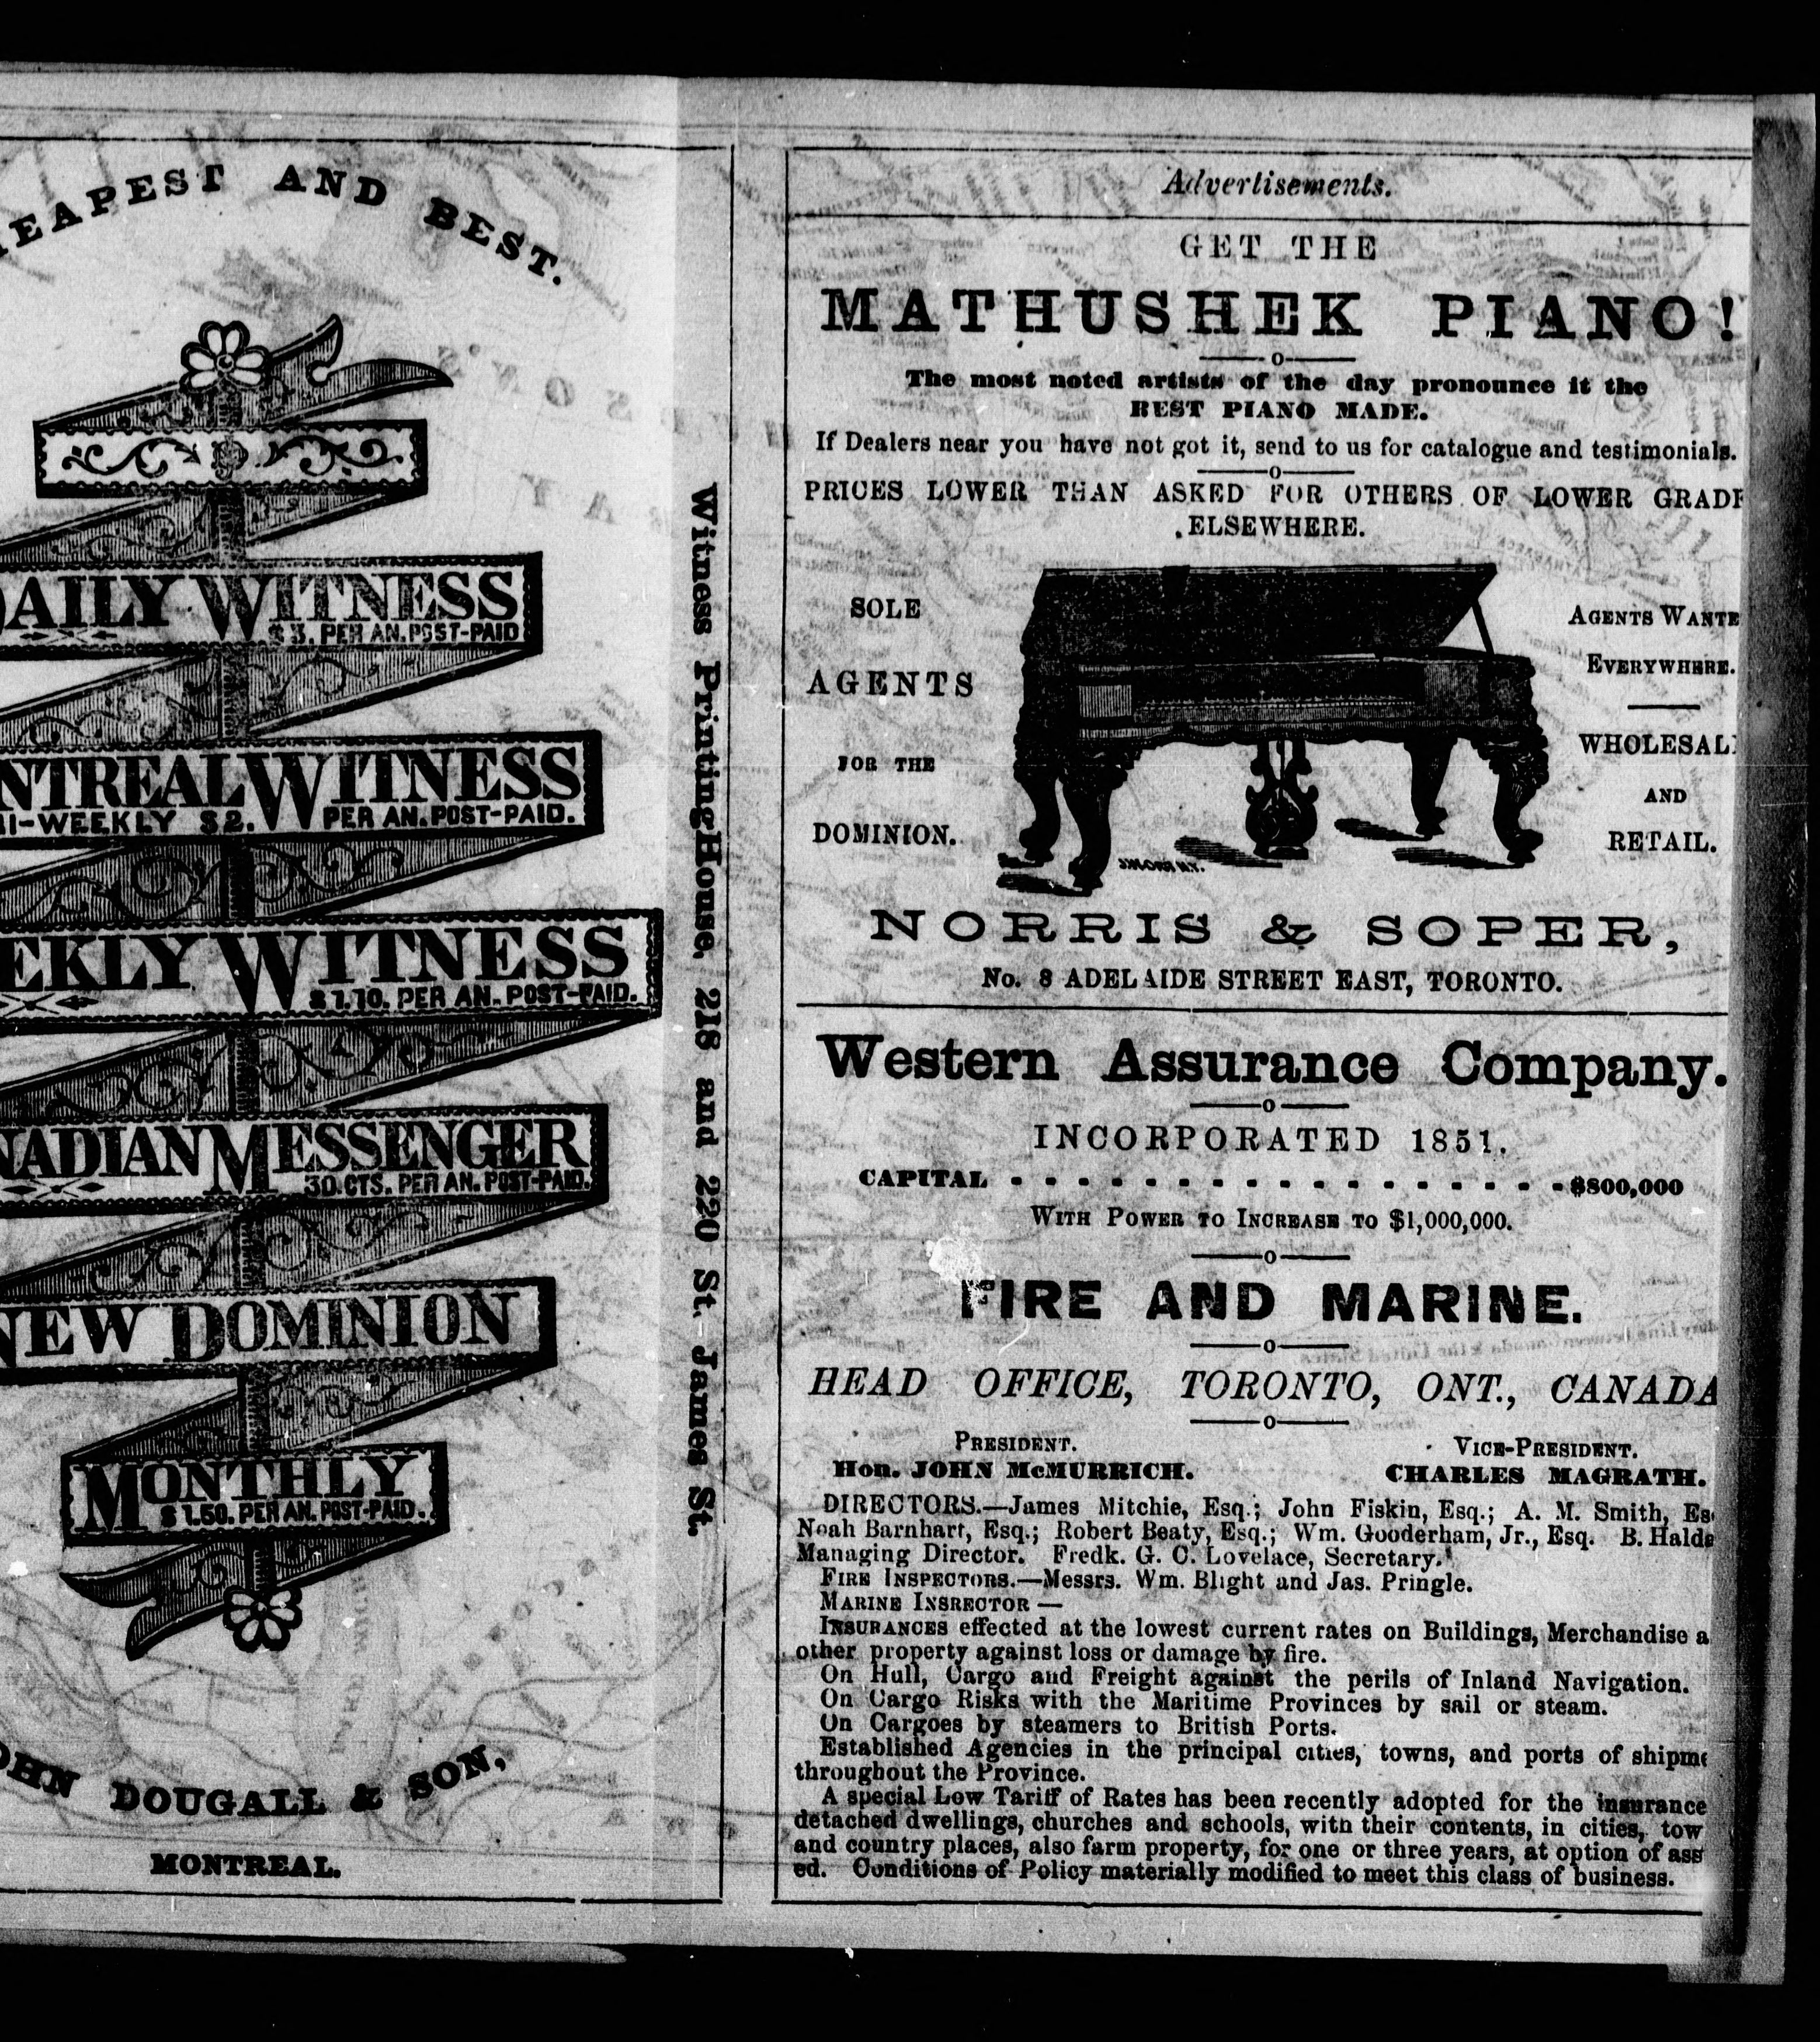 EAPEST AND BEST.
DAILY WITNESS
$3. PER AN. POST-PAID
NTREAL WITNESS
MI-WEEKLY $2. PER AN. POST-PAID.
EKLY WITNESS
$1.10. PER AN. POST-PAID.
NADIAN MESSENGER
30.CTS. PER AN. POST-PAID.
NEW DOMINION
MONTHLY
$1.50. PER AN. POST-PAID.
OHN DOUGALL & SON,
MONTREAL.
Witness Printing House, 218 and 220 St. James St.
Advertisements.
GET THE
MATHUSHEK PIANO!
The most noted artists of the day pronounce it the
BEST PIANO MADE.
If Dealers near you have not got it, send to us for catalogue and testimonials.
PRICES LOWER THAN ASKED FOR OTHERS OF LOWER GRADE
ELSEWHERE.
SOLE
AGENTS
FOR THE
DOMINION.
AGENTS WANTE
EVERYWHERE.
WHOLESALE
AND
RETAIL.
NORRIS & SOPER,
No. 8 ADELAIDE STREET EAST, TORONTO.
Western Assurance Company.
INCORPORATED 1851.
CAPITAL - - - - - - - - - - - - - - - - - - - - $800,000
WITH POWER TO INCREASE TO $1,000,000.
FIRE AND MARINE.
HEAD OFFICE, TORONTO, ONT., CANADA
PRESIDENT.
Hon. JOHN McMURRICH.
VICE-PRESIDENT.
CHARLES MAGRATH.
DIRECTORS.—James Mitchie, Esq.; John Fiskin, Esq.; A. M. Smith, Es
Noah Barnhart, Esq.; Robert Beaty, Esq.; Wm. Gooderham, Jr., Esq. B. Halda
Managing Director. Fredk. G. C. Lovelace, Secretary.
FIRE INSPECTORS.—Messrs. Wm. Blight and Jas. Pringle.
MARINE INSRECTOR —
INSURANCES effected at the lowest current rates on Buildings, Merchandise a
other property against loss or damage by fire.
On Hull, Cargo and Freight against the perils of Inland Navigation.
On Cargo Risks with the Maritime Provinces by sail or steam.
On Cargoes by steamers to British Ports.
Established Agencies in the principal cities, towns, and ports of shipme
throughout the Province.
A special Low Tariff of Rates has been recently adopted for the insurance
detached dwellings, churches and schools, with their contents, in cities, tow
and country places, also farm property, for one or three years, at option of ass
ed. Conditions of Policy materially modified to meet this class of business.